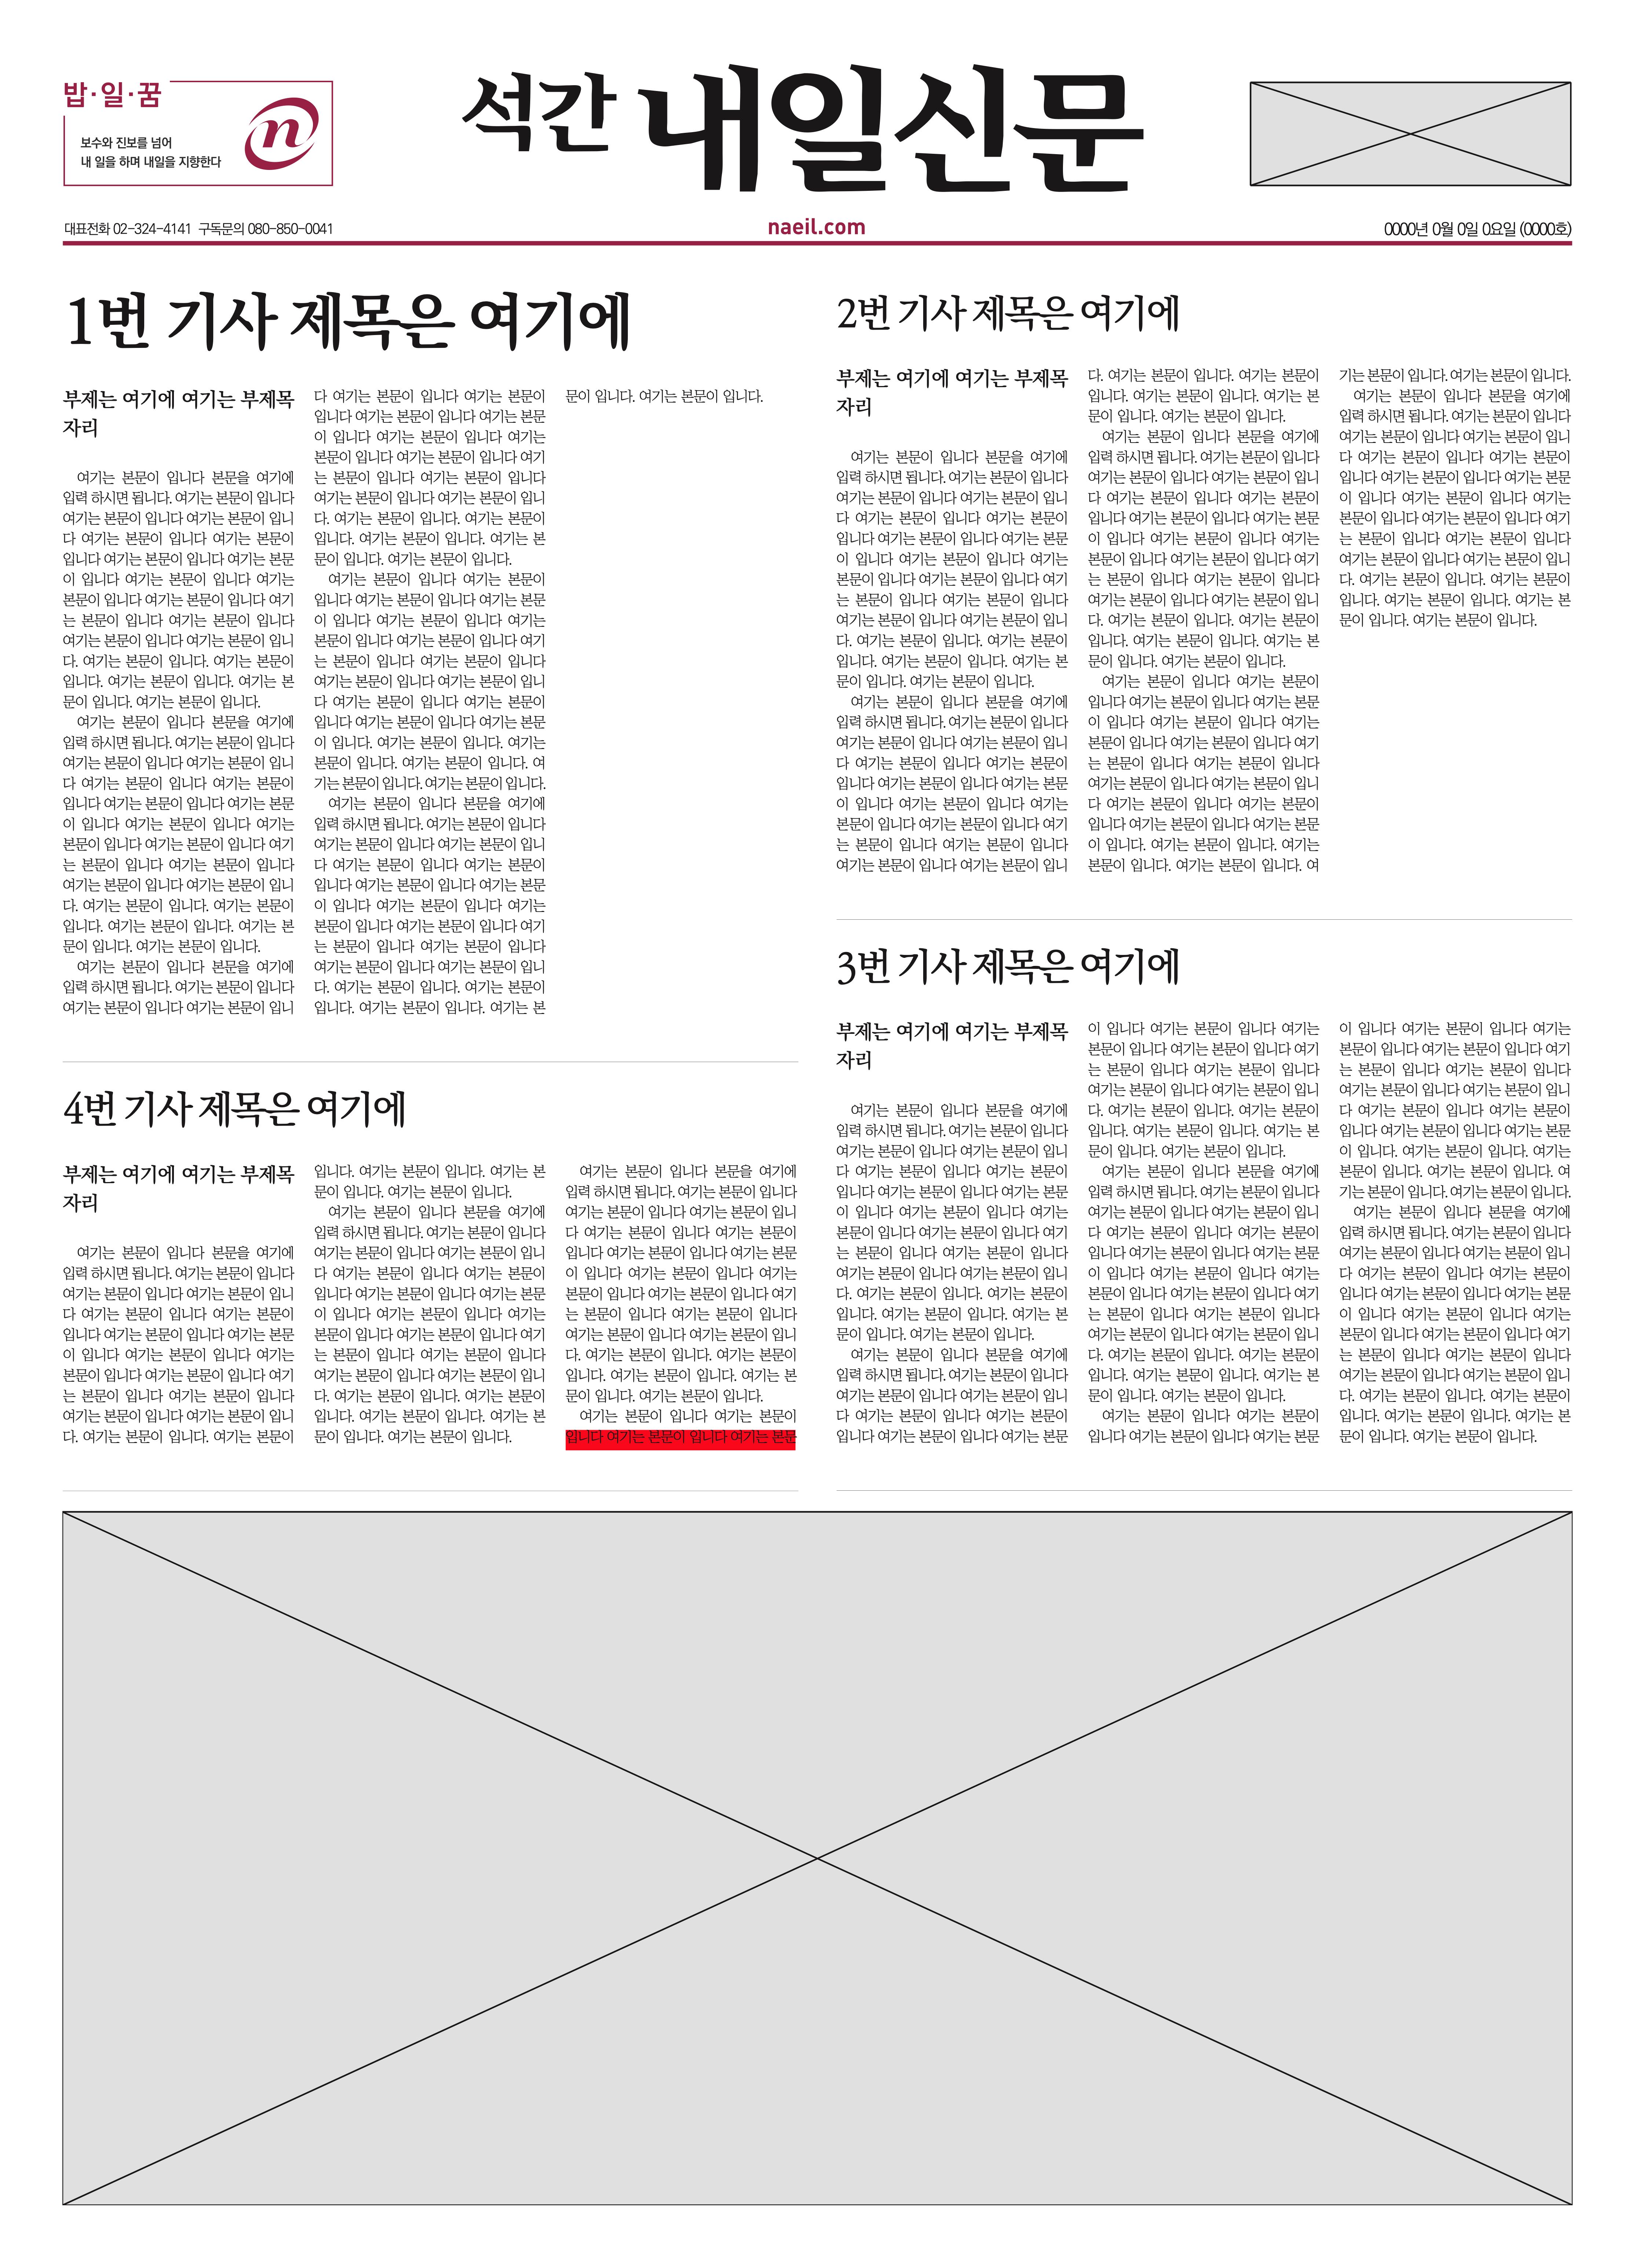 밥·일·꿈
보수와 진보를 넘어
내 일을 하며 내일을 지향한다
n
석간 내일신문
대표전화 02-324-4141 구독문의 080-850-0041
naeil.com
0000년 0월 0일 0요일 (0000호)
1번 기사 제목은 여기에
부제는 여기에 여기는 부제목
자리
여기는 본문이 입니다 본문을 여기에
입력 하시면 됩니다. 여기는 본문이 입니다
여기는 본문이 입니다 여기는 본문이 입니
다 여기는 본문이 입니다 여기는 본문이
입니다 여기는 본문이 입니다 여기는 본문
이 입니다 여기는 본문이 입니다 여기는
본문이 입니다 여기는 본문이 입니다 여기
는 본문이 입니다 여기는 본문이 입니다
여기는 본문이 입니다 여기는 본문이 입니
다. 여기는 본문이 입니다. 여기는 본문이
입니다. 여기는 본문이 입니다. 여기는 본
문이 입니다. 여기는 본문이 입니다.
여기는 본문이 입니다 본문을 여기에
입력 하시면 됩니다. 여기는 본문이 입니다
여기는 본문이 입니다 여기는 본문이 입니
다 여기는 본문이 입니다 여기는 본문이
입니다 여기는 본문이 입니다 여기는 본문
이 입니다 여기는 본문이 입니다 여기는
본문이 입니다 여기는 본문이 입니다 여기
는 본문이 입니다 여기는 본문이 입니다
여기는 본문이 입니다 여기는 본문이 입니
다. 여기는 본문이 입니다. 여기는 본문이
입니다. 여기는 본문이 입니다. 여기는 본
문이 입니다. 여기는 본문이 입니다.
여기는 본문이 입니다 본문을 여기에
입력 하시면 됩니다. 여기는 본문이 입니다
여기는 본문이 입니다 여기는 본문이 입니
다 여기는 본문이 입니다 여기는 본문이
입니다 여기는 본문이 입니다 여기는 본문
이 입니다 여기는 본문이 입니다 여기는
본문이 입니다 여기는 본문이 입니다 여기
는 본문이 입니다 여기는 본문이 입니다
여기는 본문이 입니다 여기는 본문이 입니
다. 여기는 본문이 입니다. 여기는 본문이
입니다. 여기는 본문이 입니다. 여기는 본
문이 입니다. 여기는 본문이 입니다.
여기는 본문이 입니다 여기는 본문이
입니다 여기는 본문이 입니다 여기는 본문
이 입니다 여기는 본문이 입니다 여기는
본문이 입니다 여기는 본문이 입니다 여기
는 본문이 입니다 여기는 본문이 입니다
여기는 본문이 입니다 여기는 본문이 입니
다 여기는 본문이 입니다 여기는 본문이
입니다 여기는 본문이 입니다 여기는 본문
이 입니다. 여기는 본문이 입니다. 여기는
본문이 입니다. 여기는 본문이 입니다. 여
기는 본문이 입니다. 여기는 본문이 입니다.
여기는 본문이 입니다 본문을 여기에
입력 하시면 됩니다. 여기는 본문이 입니다
여기는 본문이 입니다 여기는 본문이 입니
다 여기는 본문이 입니다 여기는 본문이
입니다 여기는 본문이 입니다 여기는 본문
이 입니다 여기는 본문이 입니다 여기는
본문이 입니다 여기는 본문이 입니다 여기
는 본문이 입니다 여기는 본문이 입니다
여기는 본문이 입니다 여기는 본문이 입니
다. 여기는 본문이 입니다. 여기는 본문이
입니다. 여기는 본문이 입니다. 여기는 본
문이 입니다. 여기는 본문이 입니다.
2번 기사 제목은 여기에
부제는 여기에 여기는 부제목
자리
여기는 본문이 입니다 본문을 여기에
입력 하시면 됩니다. 여기는 본문이 입니다
여기는 본문이 입니다 여기는 본문이 입니
다 여기는 본문이 입니다 여기는 본문이
입니다 여기는 본문이 입니다 여기는 본문
이 입니다 여기는 본문이 입니다 여기는
본문이 입니다 여기는 본문이 입니다 여기
는 본문이 입니다 여기는 본문이 입니다
여기는 본문이 입니다 여기는 본문이 입니
다. 여기는 본문이 입니다. 여기는 본문이
입니다. 여기는 본문이 입니다. 여기는 본
문이 입니다. 여기는 본문이 입니다.
여기는 본문이 입니다 본문을 여기에
입력 하시면 됩니다. 여기는 본문이 입니다
여기는 본문이 입니다 여기는 본문이 입니
다 여기는 본문이 입니다 여기는 본문이
입니다 여기는 본문이 입니다 여기는 본문
이 입니다 여기는 본문이 입니다 여기는
본문이 입니다 여기는 본문이 입니다 여기
는 본문이 입니다 여기는 본문이 입니다
여기는 본문이 입니다 여기는 본문이 입니
다. 여기는 본문이 입니다. 여기는 본문이
입니다. 여기는 본문이 입니다. 여기는 본
문이 입니다. 여기는 본문이 입니다.
여기는 본문이 입니다 본문을 여기에
입력 하시면 됩니다. 여기는 본문이 입니다
여기는 본문이 입니다 여기는 본문이 입니
다 여기는 본문이 입니다 여기는 본문이
입니다 여기는 본문이 입니다 여기는 본문
이 입니다 여기는 본문이 입니다 여기는
본문이 입니다 여기는 본문이 입니다 여기
는 본문이 입니다 여기는 본문이 입니다
여기는 본문이 입니다 여기는 본문이 입니
다. 여기는 본문이 입니다. 여기는 본문이
입니다. 여기는 본문이 입니다. 여기는 본
문이 입니다. 여기는 본문이 입니다.
여기는 본문이 입니다 여기는 본문이
입니다 여기는 본문이 입니다 여기는 본문
이 입니다 여기는 본문이 입니다 여기는
본문이 입니다 여기는 본문이 입니다 여기
는 본문이 입니다 여기는 본문이 입니다
여기는 본문이 입니다 여기는 본문이 입니
다 여기는 본문이 입니다 여기는 본문이
입니다 여기는 본문이 입니다 여기는 본문
이 입니다. 여기는 본문이 입니다. 여기는
본문이 입니다. 여기는 본문이 입니다. 여
기는 본문이 입니다. 여기는 본문이 입니다.
여기는 본문이 입니다 본문을 여기에
입력 하시면 됩니다. 여기는 본문이 입니다
여기는 본문이 입니다 여기는 본문이 입니
다 여기는 본문이 입니다 여기는 본문이
입니다 여기는 본문이 입니다 여기는 본문
이 입니다 여기는 본문이 입니다 여기는
본문이 입니다 여기는 본문이 입니다 여기
는 본문이 입니다 여기는 본문이 입니다
여기는 본문이 입니다 여기는 본문이 입니
다. 여기는 본문이 입니다. 여기는 본문이
입니다. 여기는 본문이 입니다. 여기는 본
문이 입니다. 여기는 본문이 입니다.
3번 기사 제목은 여기에
부제는 여기에 여기는 부제목
자리
여기는 본문이 입니다 본문을 여기에
입력 하시면 됩니다. 여기는 본문이 입니다
여기는 본문이 입니다 여기는 본문이 입니
다 여기는 본문이 입니다 여기는 본문이
입니다 여기는 본문이 입니다 여기는 본문
이 입니다 여기는 본문이 입니다 여기는
본문이 입니다 여기는 본문이 입니다 여기
는 본문이 입니다 여기는 본문이 입니다
여기는 본문이 입니다 여기는 본문이 입니
다. 여기는 본문이 입니다. 여기는 본문이
입니다. 여기는 본문이 입니다. 여기는 본
문이 입니다. 여기는 본문이 입니다.
여기는 본문이 입니다 본문을 여기에
입력 하시면 됩니다. 여기는 본문이 입니다
여기는 본문이 입니다 여기는 본문이 입니
다 여기는 본문이 입니다 여기는 본문이
입니다 여기는 본문이 입니다 여기는 본문
이 입니다 여기는 본문이 입니다 여기는
본문이 입니다 여기는 본문이 입니다 여기
는 본문이 입니다 여기는 본문이 입니다
여기는 본문이 입니다 여기는 본문이 입니
다. 여기는 본문이 입니다. 여기는 본문이
입니다. 여기는 본문이 입니다. 여기는 본
문이 입니다. 여기는 본문이 입니다.
여기는 본문이 입니다 본문을 여기에
입력 하시면 됩니다. 여기는 본문이 입니다
여기는 본문이 입니다 여기는 본문이 입니
다 여기는 본문이 입니다 여기는 본문이
입니다 여기는 본문이 입니다 여기는 본문
이 입니다 여기는 본문이 입니다 여기는
본문이 입니다 여기는 본문이 입니다 여기
는 본문이 입니다 여기는 본문이 입니다
여기는 본문이 입니다 여기는 본문이 입니
다. 여기는 본문이 입니다. 여기는 본문이
입니다. 여기는 본문이 입니다. 여기는 본
문이 입니다. 여기는 본문이 입니다.
여기는 본문이 입니다 여기는 본문이
입니다 여기는 본문이 입니다 여기는 본문
이 입니다 여기는 본문이 입니다 여기는
본문이 입니다 여기는 본문이 입니다 여기
는 본문이 입니다 여기는 본문이 입니다
여기는 본문이 입니다 여기는 본문이 입니
다 여기는 본문이 입니다 여기는 본문이
입니다 여기는 본문이 입니다 여기는 본문
이 입니다. 여기는 본문이 입니다. 여기는
본문이 입니다. 여기는 본문이 입니다. 여
기는 본문이 입니다. 여기는 본문이 입니다.
여기는 본문이 입니다 본문을 여기에
입력 하시면 됩니다. 여기는 본문이 입니다
여기는 본문이 입니다 여기는 본문이 입니
다 여기는 본문이 입니다 여기는 본문이
입니다 여기는 본문이 입니다 여기는 본문
이 입니다 여기는 본문이 입니다 여기는
본문이 입니다 여기는 본문이 입니다 여기
는 본문이 입니다 여기는 본문이 입니다
여기는 본문이 입니다 여기는 본문이 입니
다. 여기는 본문이 입니다. 여기는 본문이
입니다. 여기는 본문이 입니다. 여기는 본
문이 입니다. 여기는 본문이 입니다.
4번 기사 제목은 여기에
부제는 여기에 여기는 부제목
자리
여기는 본문이 입니다 본문을 여기에
입력 하시면 됩니다. 여기는 본문이 입니다
여기는 본문이 입니다 여기는 본문이 입니
다 여기는 본문이 입니다 여기는 본문이
입니다 여기는 본문이 입니다 여기는 본문
이 입니다 여기는 본문이 입니다 여기는
본문이 입니다 여기는 본문이 입니다 여기
는 본문이 입니다 여기는 본문이 입니다
여기는 본문이 입니다 여기는 본문이 입니
다. 여기는 본문이 입니다. 여기는 본문이
입니다. 여기는 본문이 입니다. 여기는 본
문이 입니다. 여기는 본문이 입니다.
여기는 본문이 입니다 본문을 여기에
입력 하시면 됩니다. 여기는 본문이 입니다
여기는 본문이 입니다 여기는 본문이 입니
다 여기는 본문이 입니다 여기는 본문이
입니다 여기는 본문이 입니다 여기는 본문
이 입니다 여기는 본문이 입니다 여기는
본문이 입니다 여기는 본문이 입니다 여기
는 본문이 입니다 여기는 본문이 입니다
여기는 본문이 입니다 여기는 본문이 입니
다. 여기는 본문이 입니다. 여기는 본문이
입니다. 여기는 본문이 입니다. 여기는 본
문이 입니다. 여기는 본문이 입니다.
여기는 본문이 입니다 본문을 여기에
입력 하시면 됩니다. 여기는 본문이 입니다
여기는 본문이 입니다 여기는 본문이 입니
다 여기는 본문이 입니다 여기는 본문이
입니다 여기는 본문이 입니다 여기는 본문
이 입니다 여기는 본문이 입니다 여기는
본문이 입니다 여기는 본문이 입니다 여기
는 본문이 입니다 여기는 본문이 입니다
여기는 본문이 입니다 여기는 본문이 입니
다. 여기는 본문이 입니다. 여기는 본문이
입니다. 여기는 본문이 입니다. 여기는 본
문이 입니다. 여기는 본문이 입니다.
여기는 본문이 입니다 여기는 본문이
입니다 여기는 본문이 입니다 여기는 본문